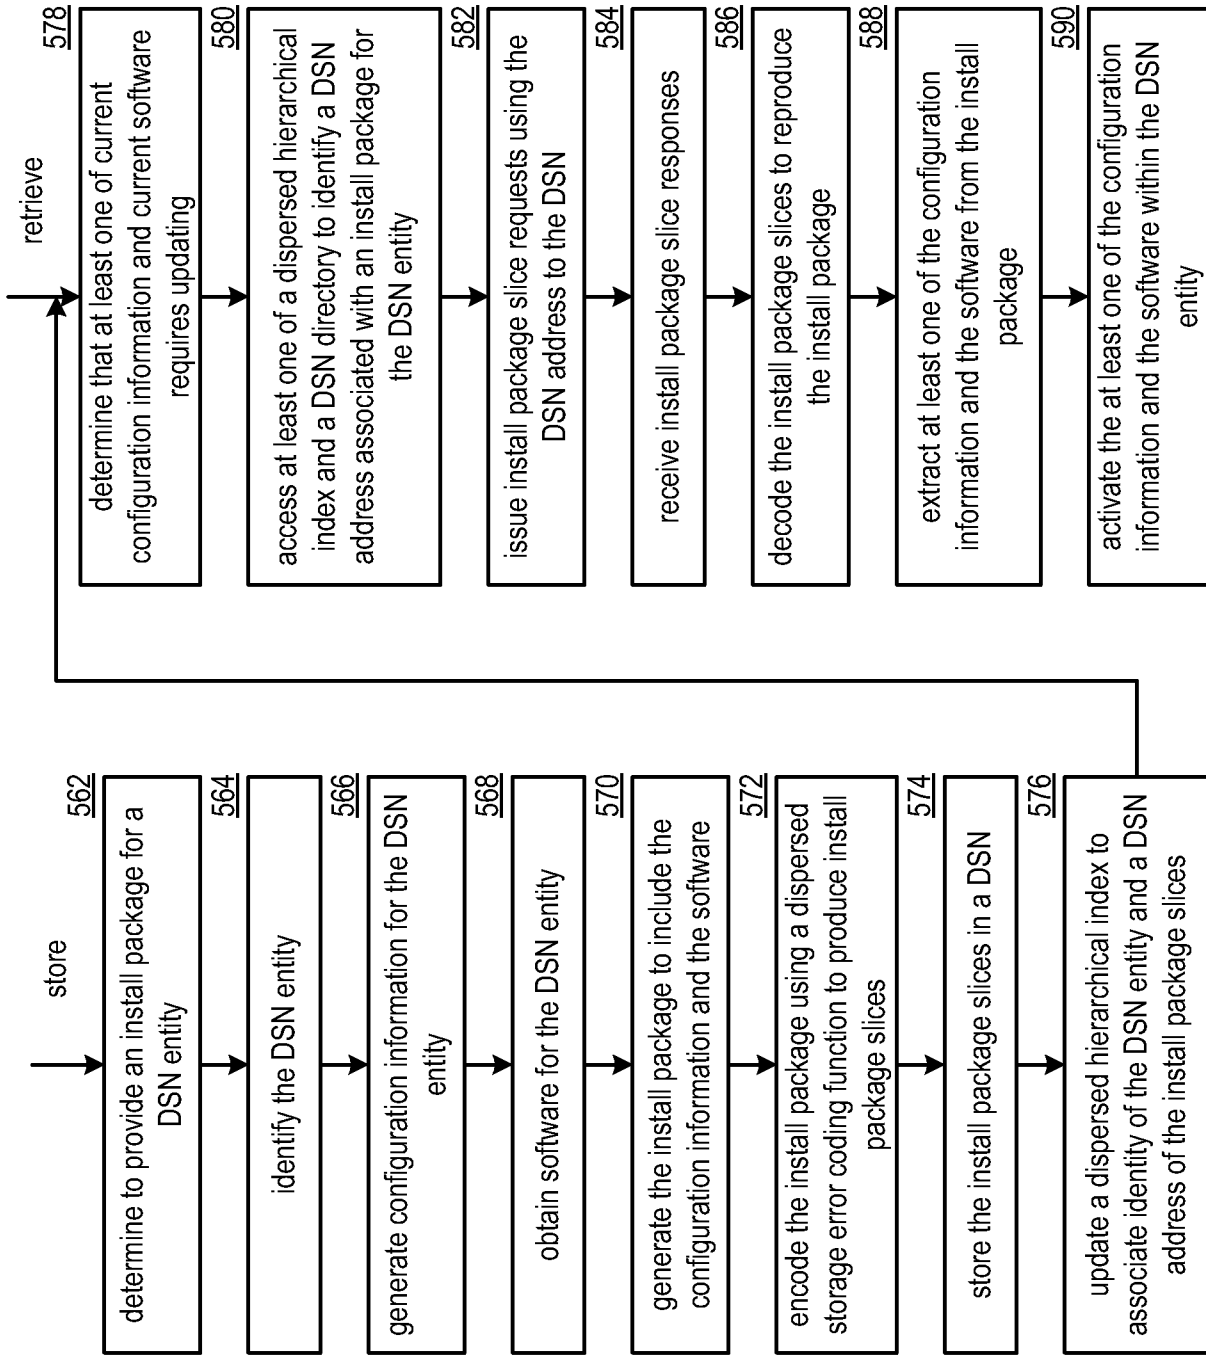 store
562
determine to provide an install package for a
DSN entity
564
identify the DSN entity
566
generate configuration information for the DSN
entity
568
obtain software for the DSN entity
570
generate the install package to include the
configuration information and the software
572
encode the install package using a dispersed
storage error coding function to produce install
package slices
574
store the install package slices in a DSN
576
update a dispersed hierarchical index to
associate identity of the DSN entity and a DSN
address of the install package slices
retrieve
578
determine that at least one of current
configuration information and current software
requires updating
580
access at least one of a dispersed hierarchical
index and a DSN directory to identify a DSN
address associated with an install package for
the DSN entity
582
issue install package slice requests using the
DSN address to the DSN
584
receive install package slice responses
586
decode the install package slices to reproduce
the install package
588
extract at least one of the configuration
information and the software from the install
package
590
activate the at least one of the configuration
information and the software within the DSN
entity